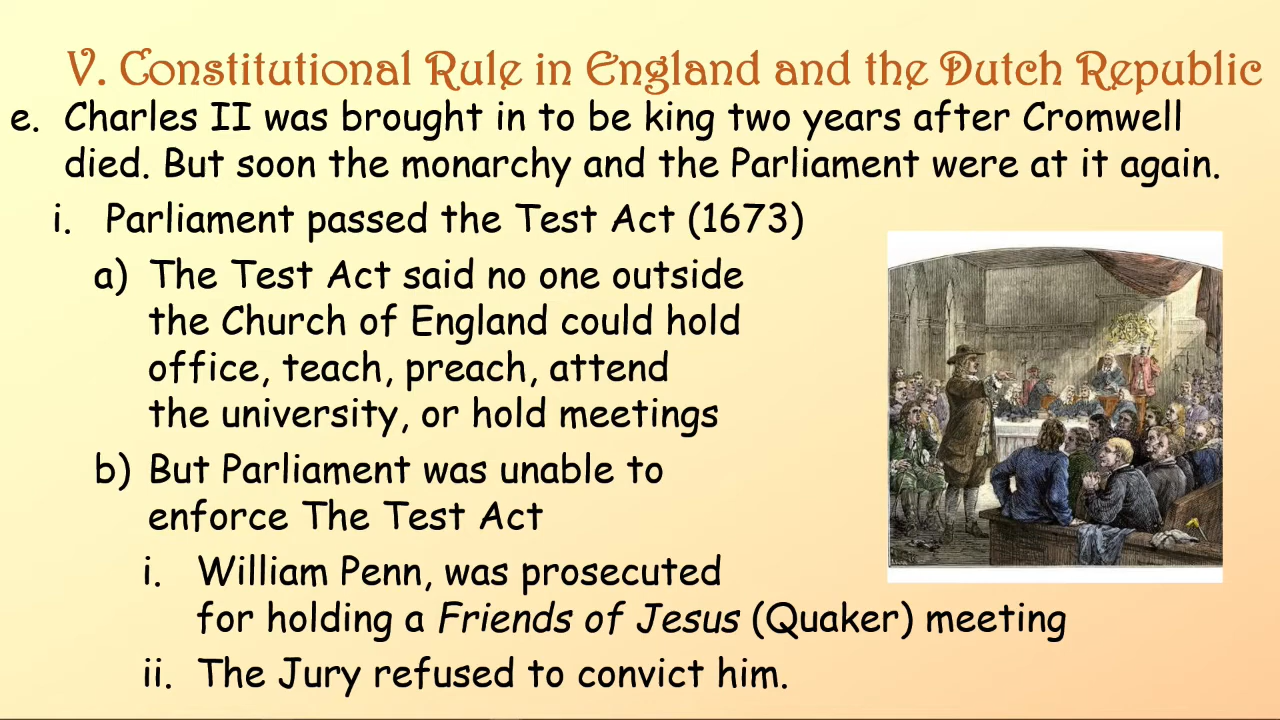 V. Constitutional Rule in England and the Dutch Republic
e. Charles II was brought in to be king two years after Cromwell
died. But soon the monarchy and the Parliament were at it again.
i. Parliament passed the Test Act (1673)
a) The Test Act said no one outside
the Church of England could hold
office, teach, preach, attend
the university, or hold meetings
b) But Parliament was unable to
enforce The Test Act
i. William Penn, was prosecuted
for holding a Friends of Jesus (Quaker) meeting
ii. The Jury refused to convict him.